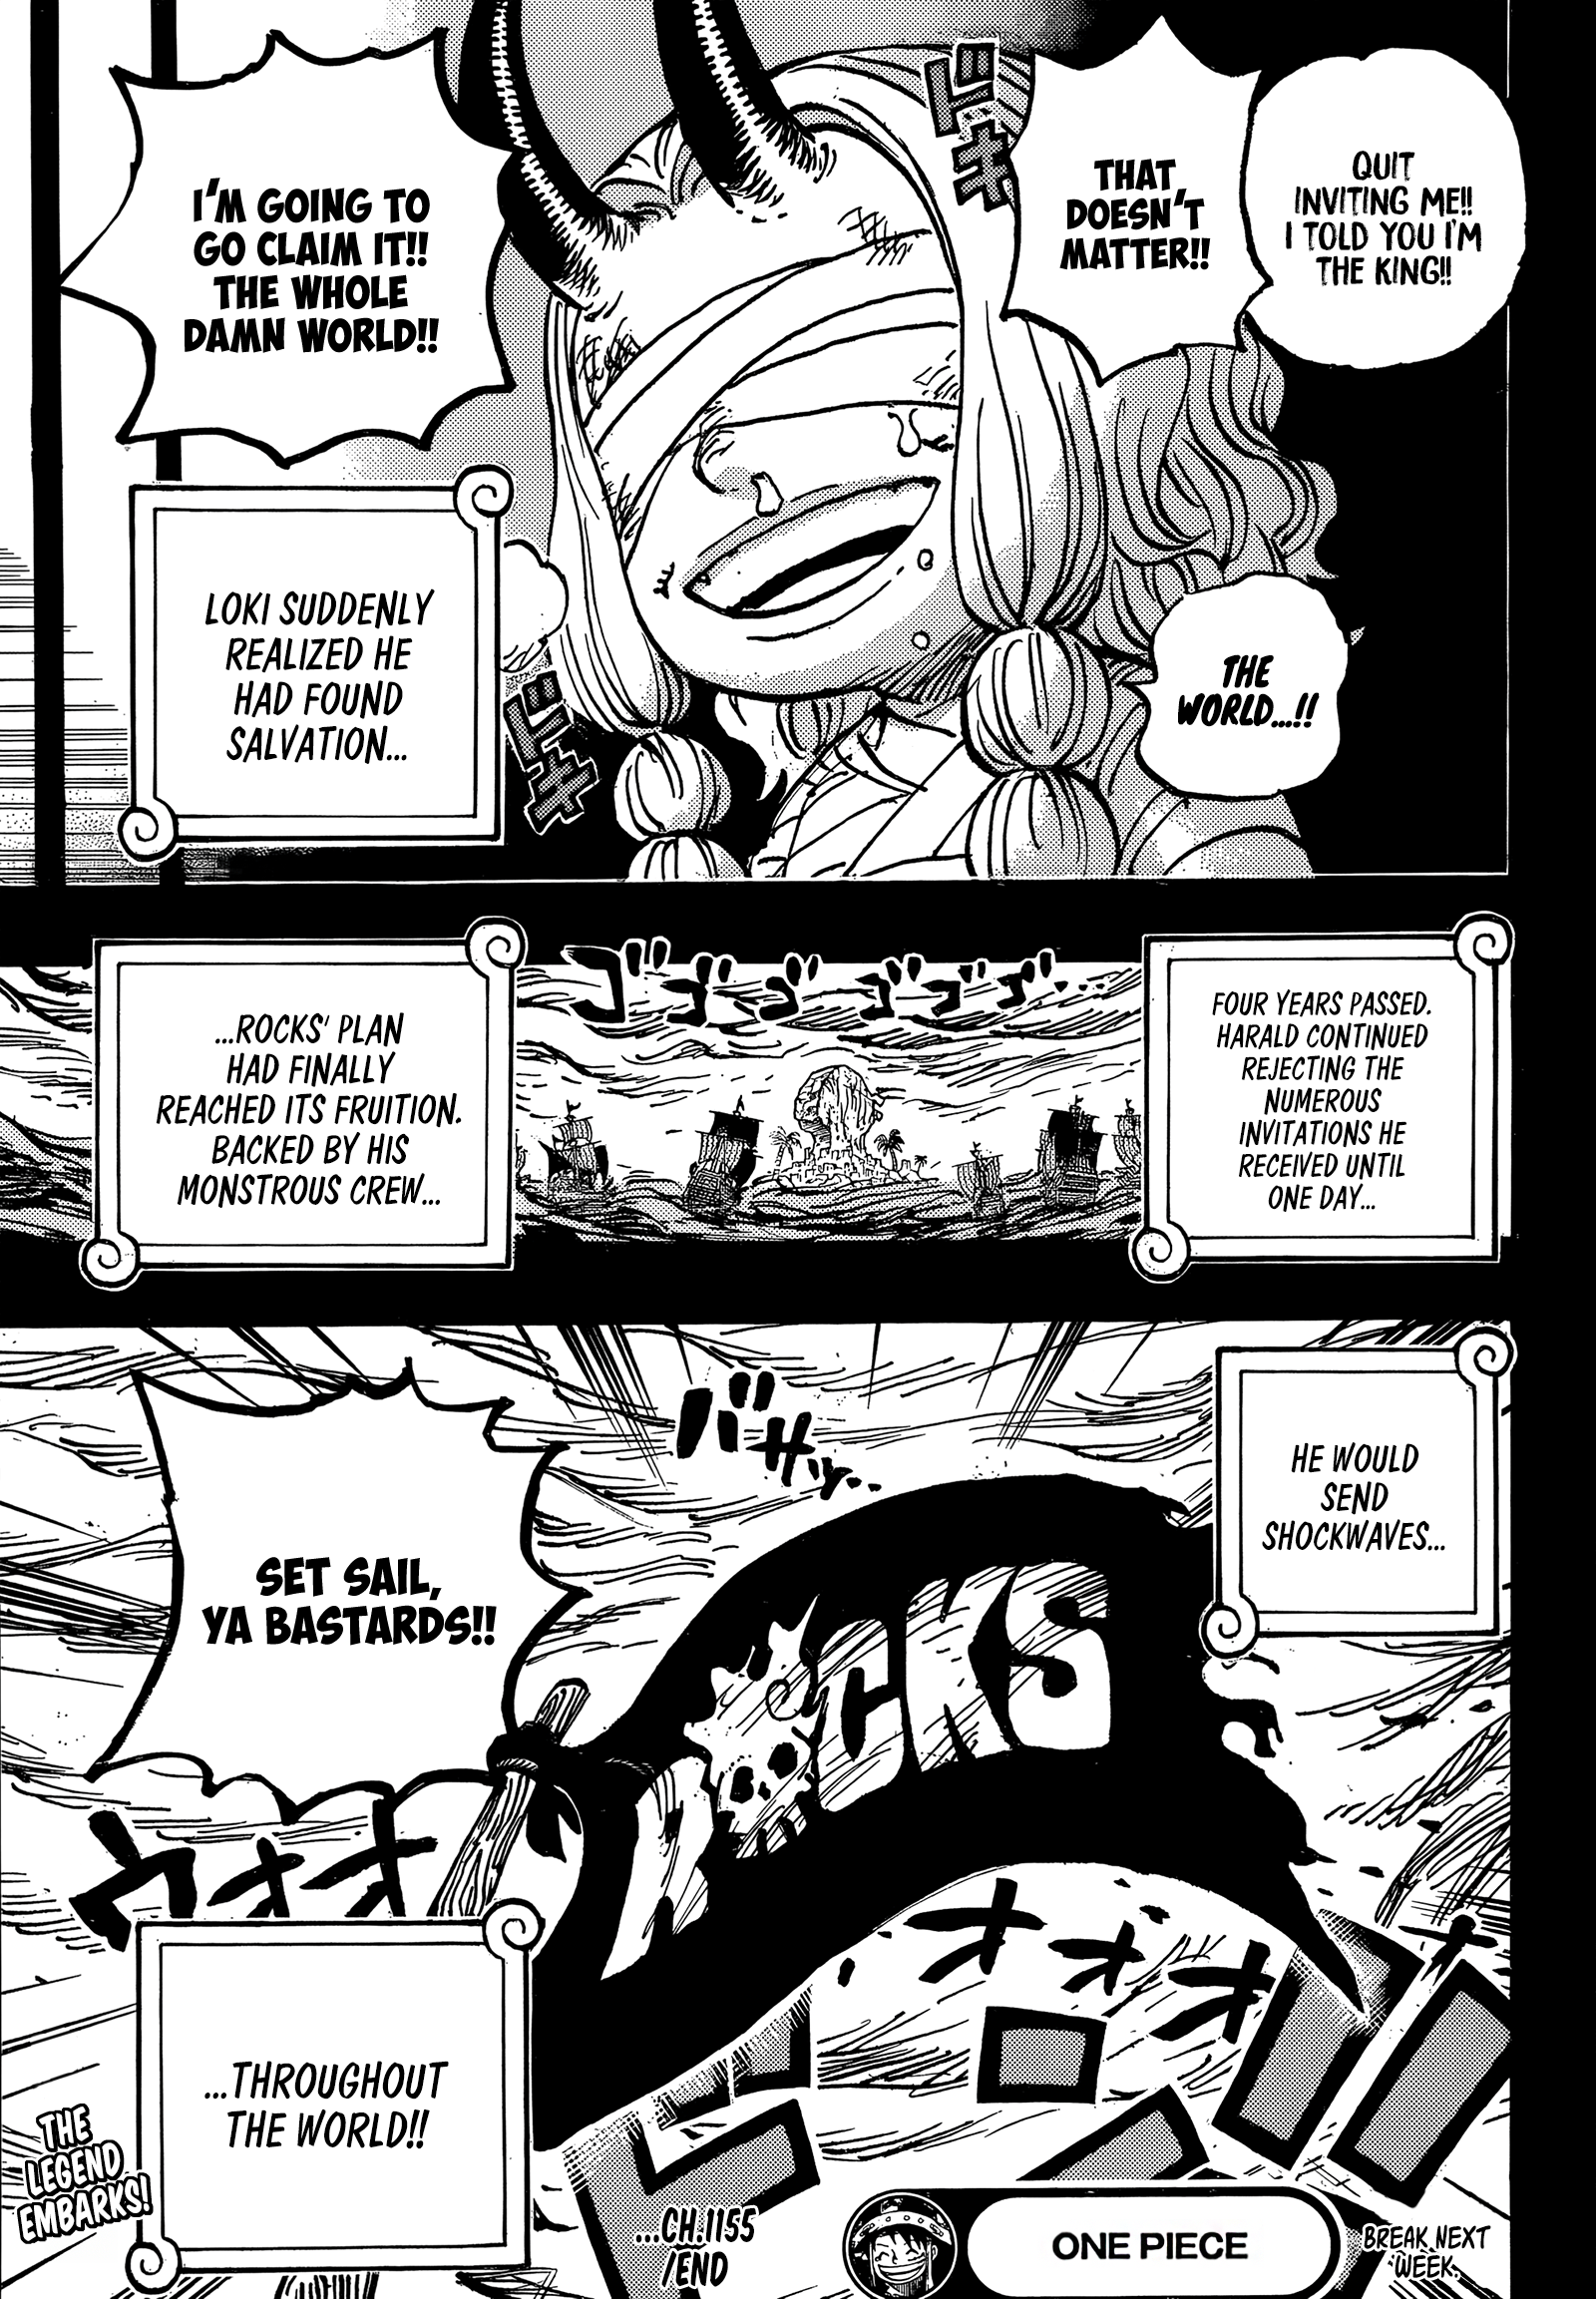 QUIT
INVITING ME!!
I TOLD YOU I'M
THE KING!!
THAT
DOESN'T
MATTER!!
ドキ
I'M GOING TO
GO CLAIM IT!!
THE WHOLE
DAMN WORLD!!
THE
WORLD...!!
ドキ
LOKI SUDDENLY
REALIZED HE
HAD FOUND
SALVATION...
FOUR YEARS PASSED.
HARALD CONTINUED
REJECTING THE
NUMEROUS
INVITATIONS HE
RECEIVED UNTIL
ONE DAY...
ゴゴゴゴゴゴ
...ROCKS' PLAN
HAD FINALLY
REACHED ITS FRUITION.
BACKED BY HIS
MONSTROUS CREW...
HE WOULD
SEND
SHOCKWAVES...
バサッ
SET SAIL,
YA BASTARDS!!
ROCKS
ウオオ
オオオ
...THROUGHOUT
THE WORLD!!
THE
LEGEND
EMBARKS!
...CH.1155
/END
ONE PIECE
BREAK NEXT
WEEK.